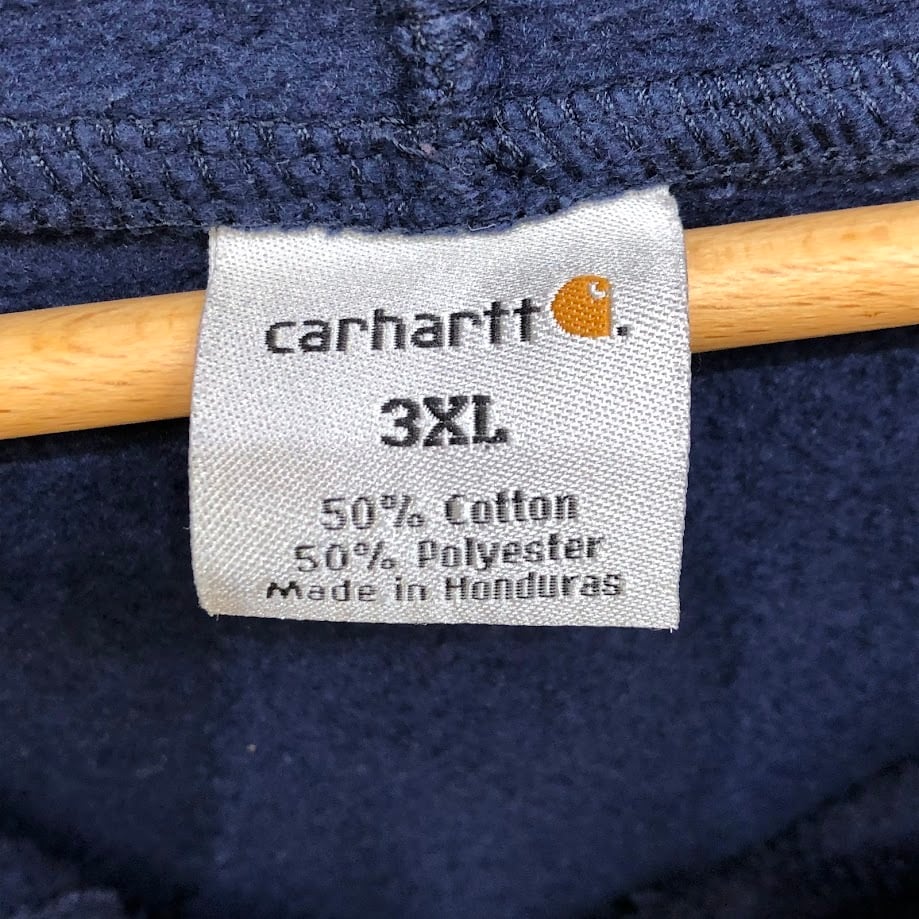 carhartt.
3XL
50% Cotton
50% Polyester
Made in Honduras